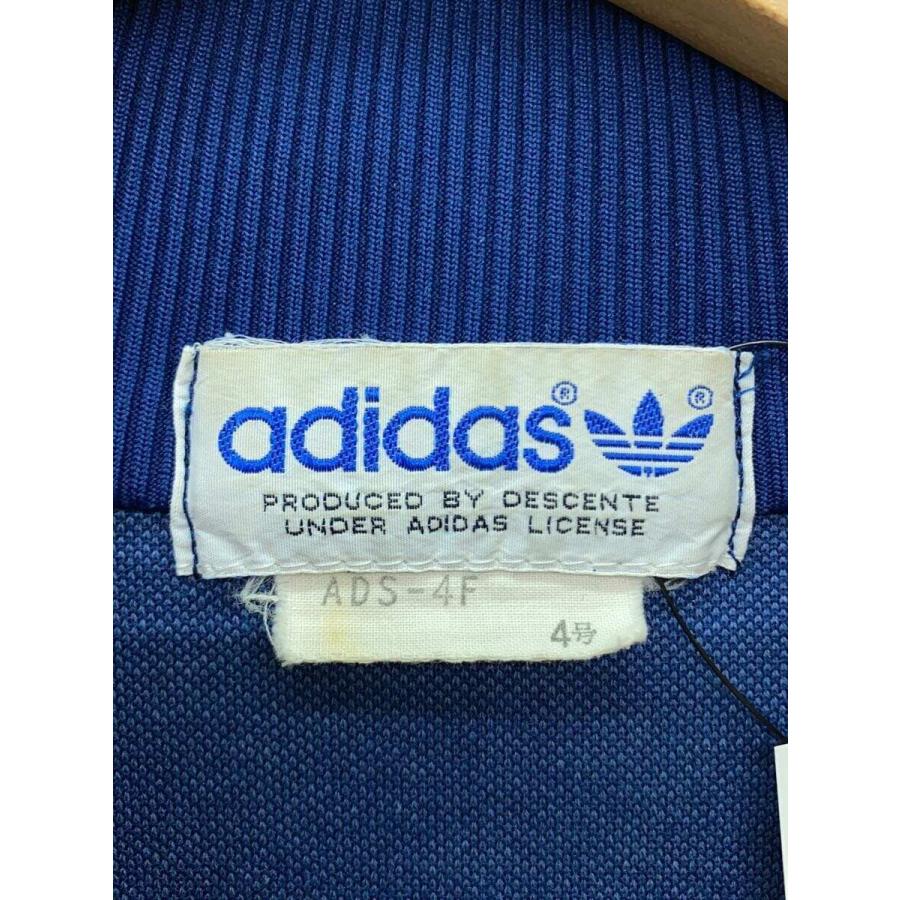 adidas® ®
PRODUCED BY DESCENTE
UNDER ADIDAS LICENSE
ADS-4F
4号